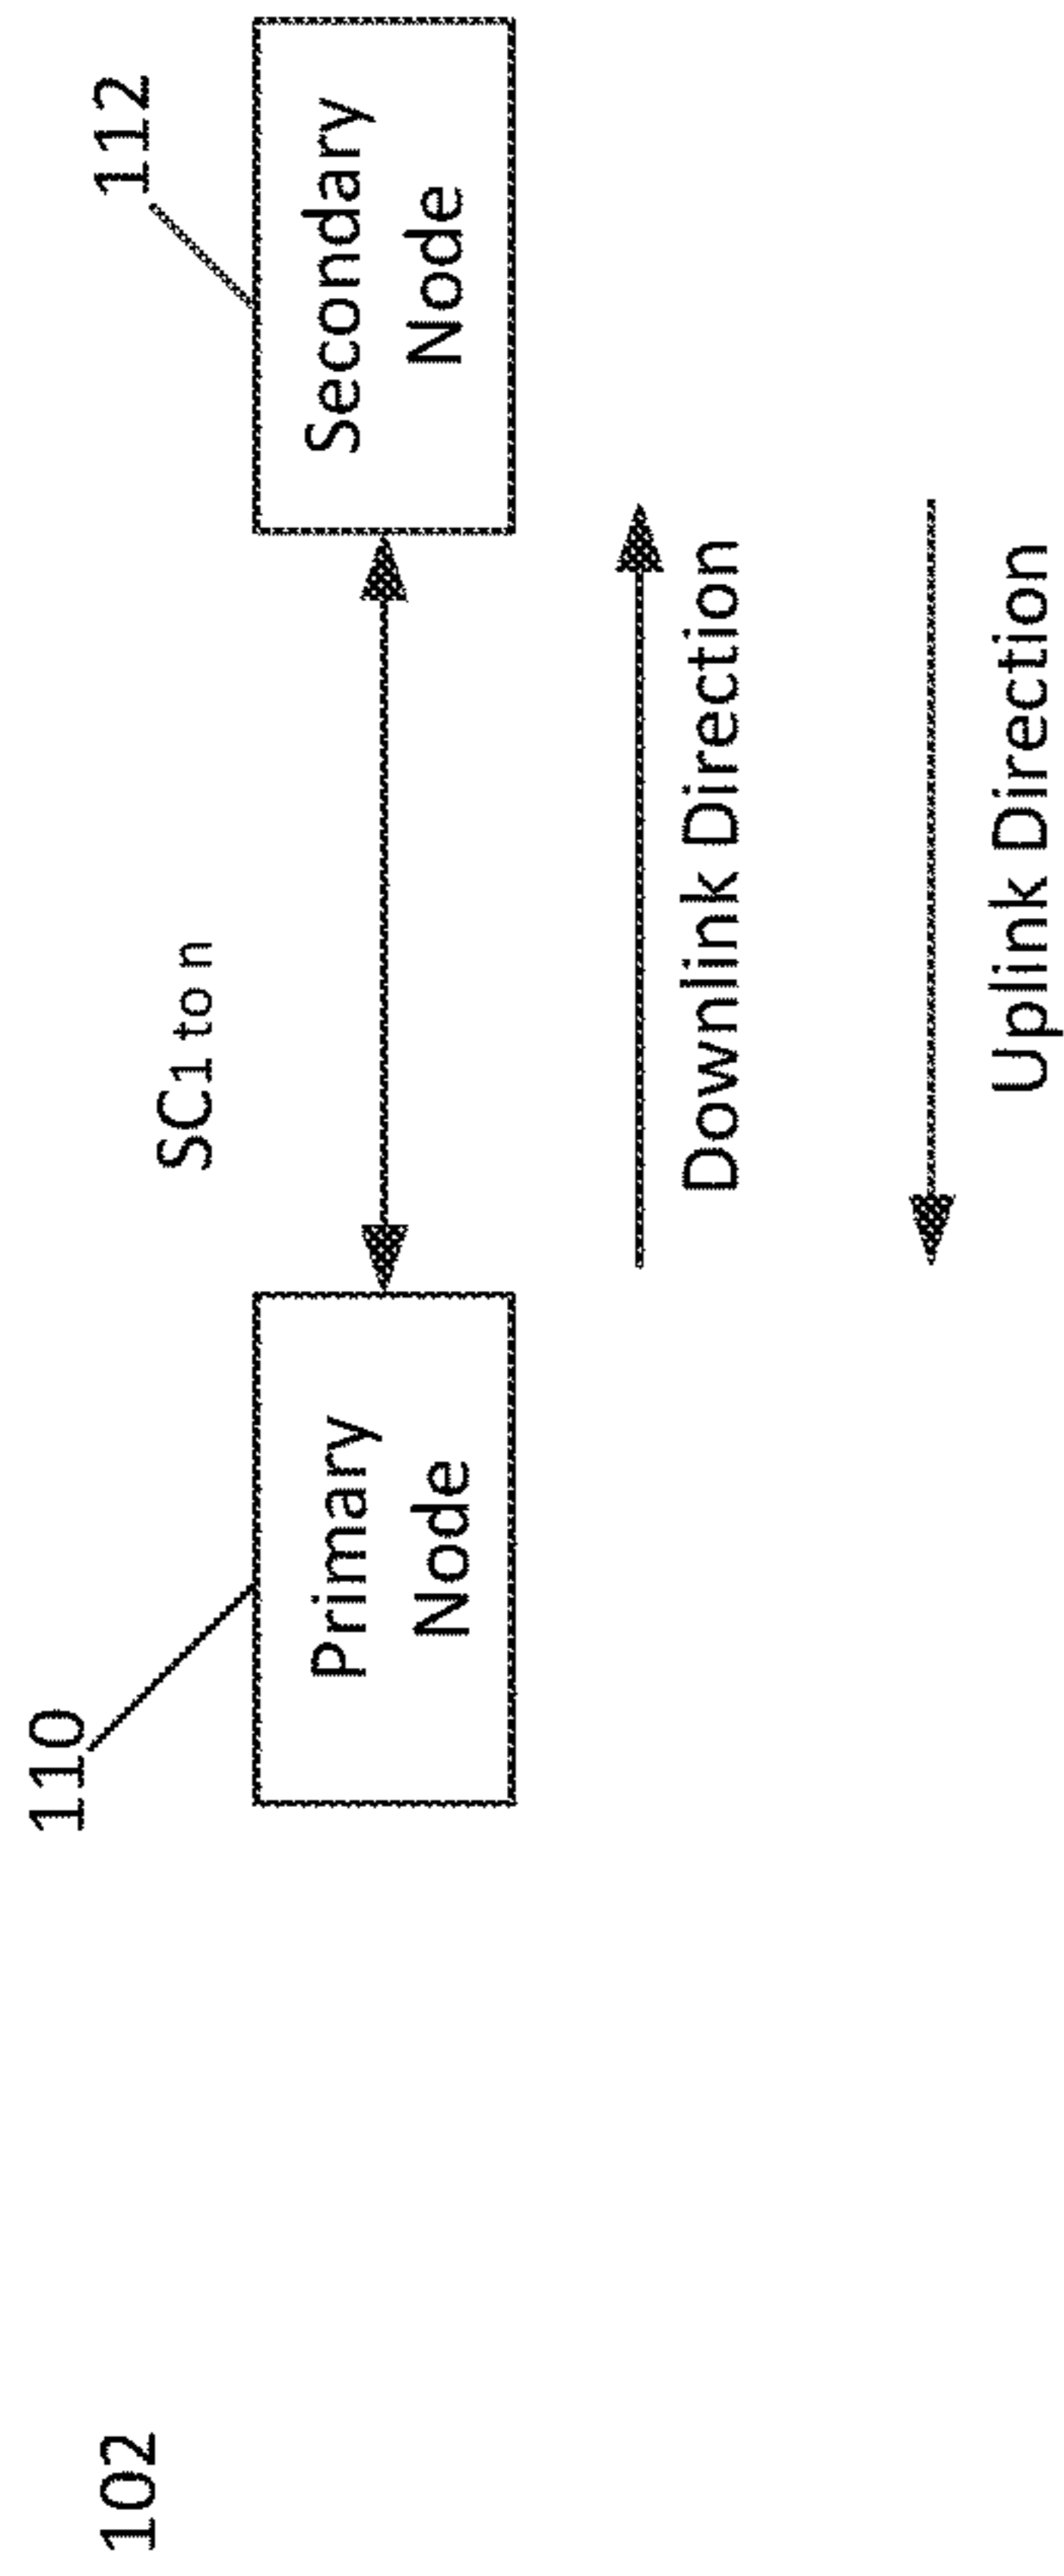 102
110
Primary
Node
SC1 to n
112
Secondary
Node
Downlink Direction
Uplink Direction